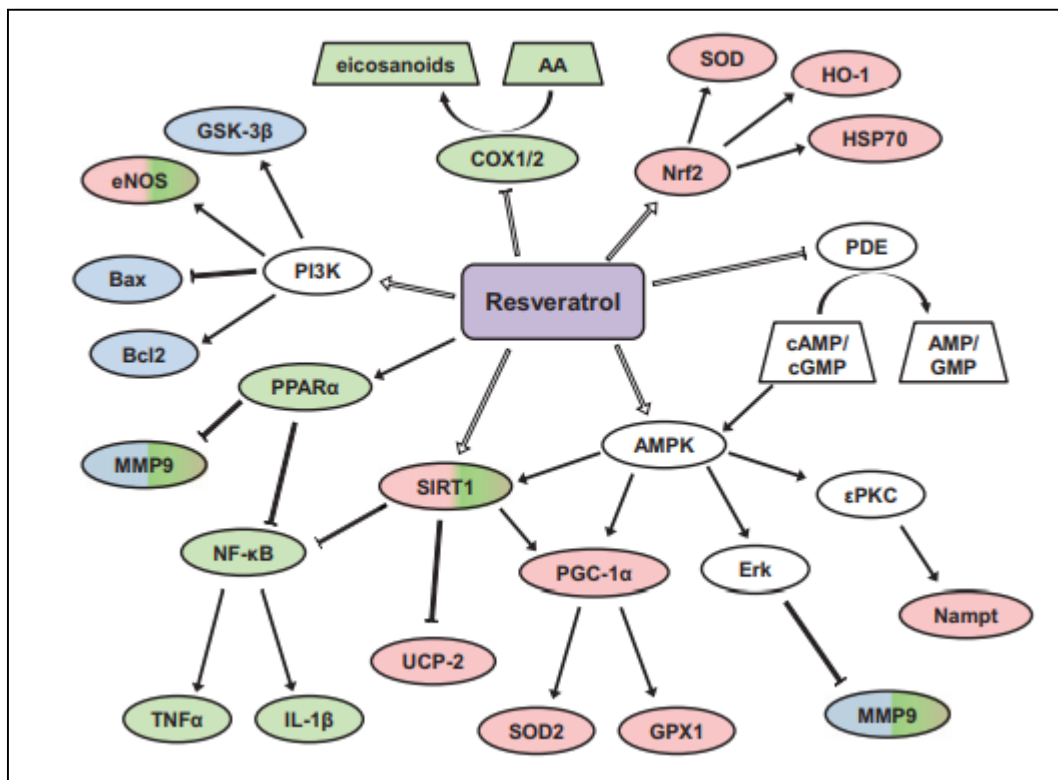 eicosanoids
AA
SOD
HO-1
GSK-3β
COX1/2
HSP70
eNOS
Nrf2
PI3K
PDE
Bax
Resveratrol
Bcl2
cAMP/
cGMP
AMP/
GMP
PPARα
AMPK
MMP9
SIRT1
εPKC
NF-κB
PGC-1α
Erk
Nampt
UCP-2
TNFα
IL-1β
SOD2
GPX1
MMP9